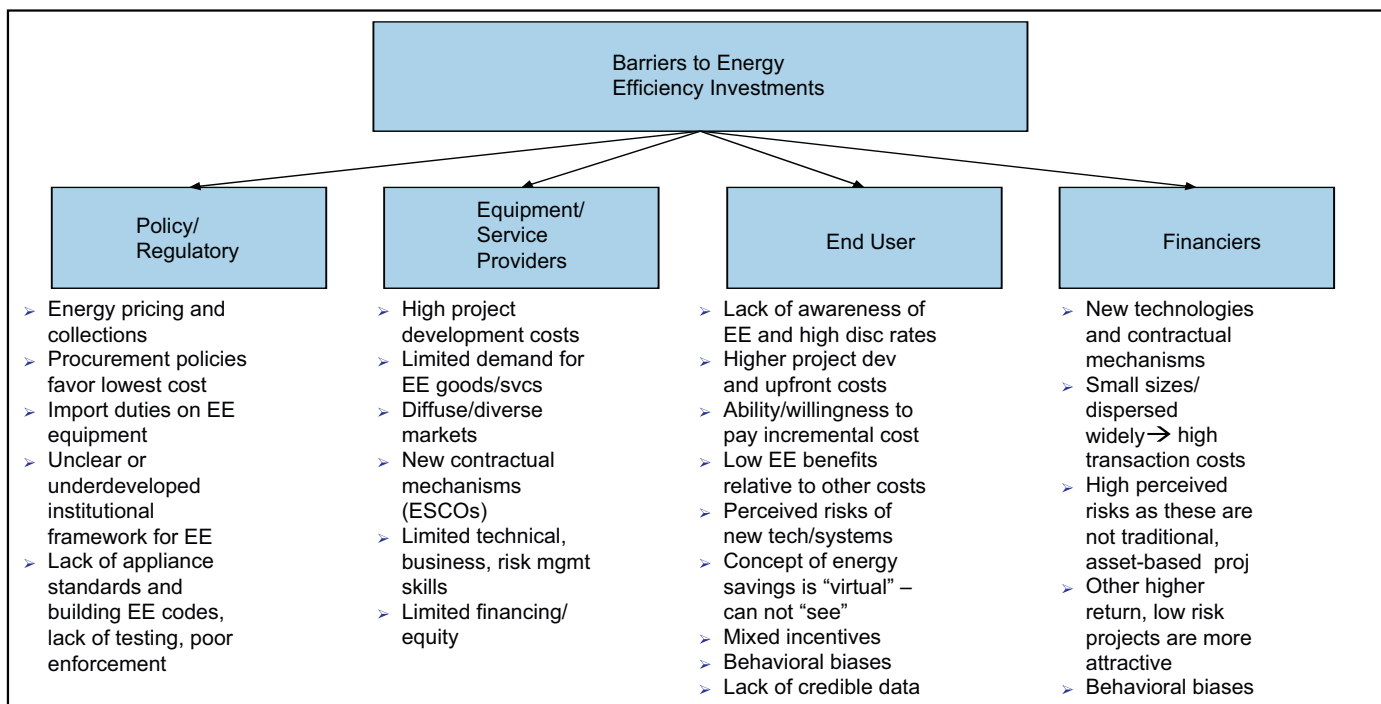 Barriers to Energy
Efficiency Investments
Policy/
Regulatory
Equipment/
Service
Providers
End User
Financiers
➢ Energy pricing and
collections
➢ Procurement policies
favor lowest cost
➢ Import duties on EE
equipment
➢ Unclear or
underdeveloped
institutional
framework for EE
➢ Lack of appliance
standards and
building EE codes,
lack of testing, poor
enforcement
➢ High project
development costs
➢ Limited demand for
EE goods/svcs
➢ Diffuse/diverse
markets
➢ New contractual
mechanisms
(ESCOs)
➢ Limited technical,
business, risk mgmt
skills
➢ Limited financing/
equity
➢ Lack of awareness of
EE and high disc rates
➢ Higher project dev
and upfront costs
➢ Ability/willingness to
pay incremental cost
➢ Low EE benefits
relative to other costs
➢ Perceived risks of
new tech/systems
➢ Concept of energy
savings is “virtual” –
can not “see”
➢ Mixed incentives
➢ Behavioral biases
➢ Lack of credible data
➢ New technologies
and contractual
mechanisms
➢ Small sizes/
dispersed
widely→ high
transaction costs
➢ High perceived
risks as these are
not traditional,
asset-based proj
➢ Other higher
return, low risk
projects are more
attractive
➢ Behavioral biases